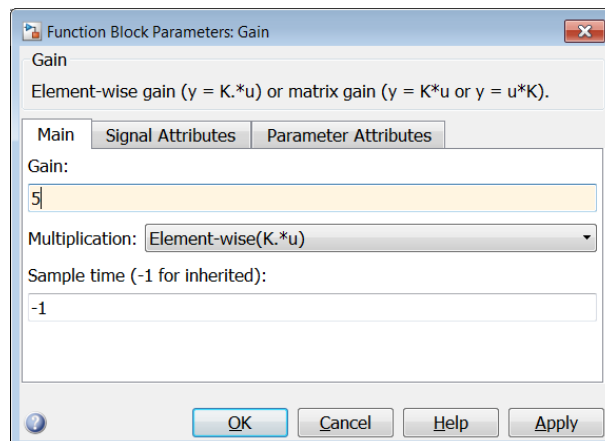 Function Block Parameters: Gain
Gain
Element-wise gain (y = K.*u) or matrix gain (y = K*u or y = u*K).
Main Signal Attributes Parameter Attributes
Gain:
5
Multiplication: Element-wise(K.*u)
Sample time (-1 for inherited):
-1
OK Cancel Help Apply